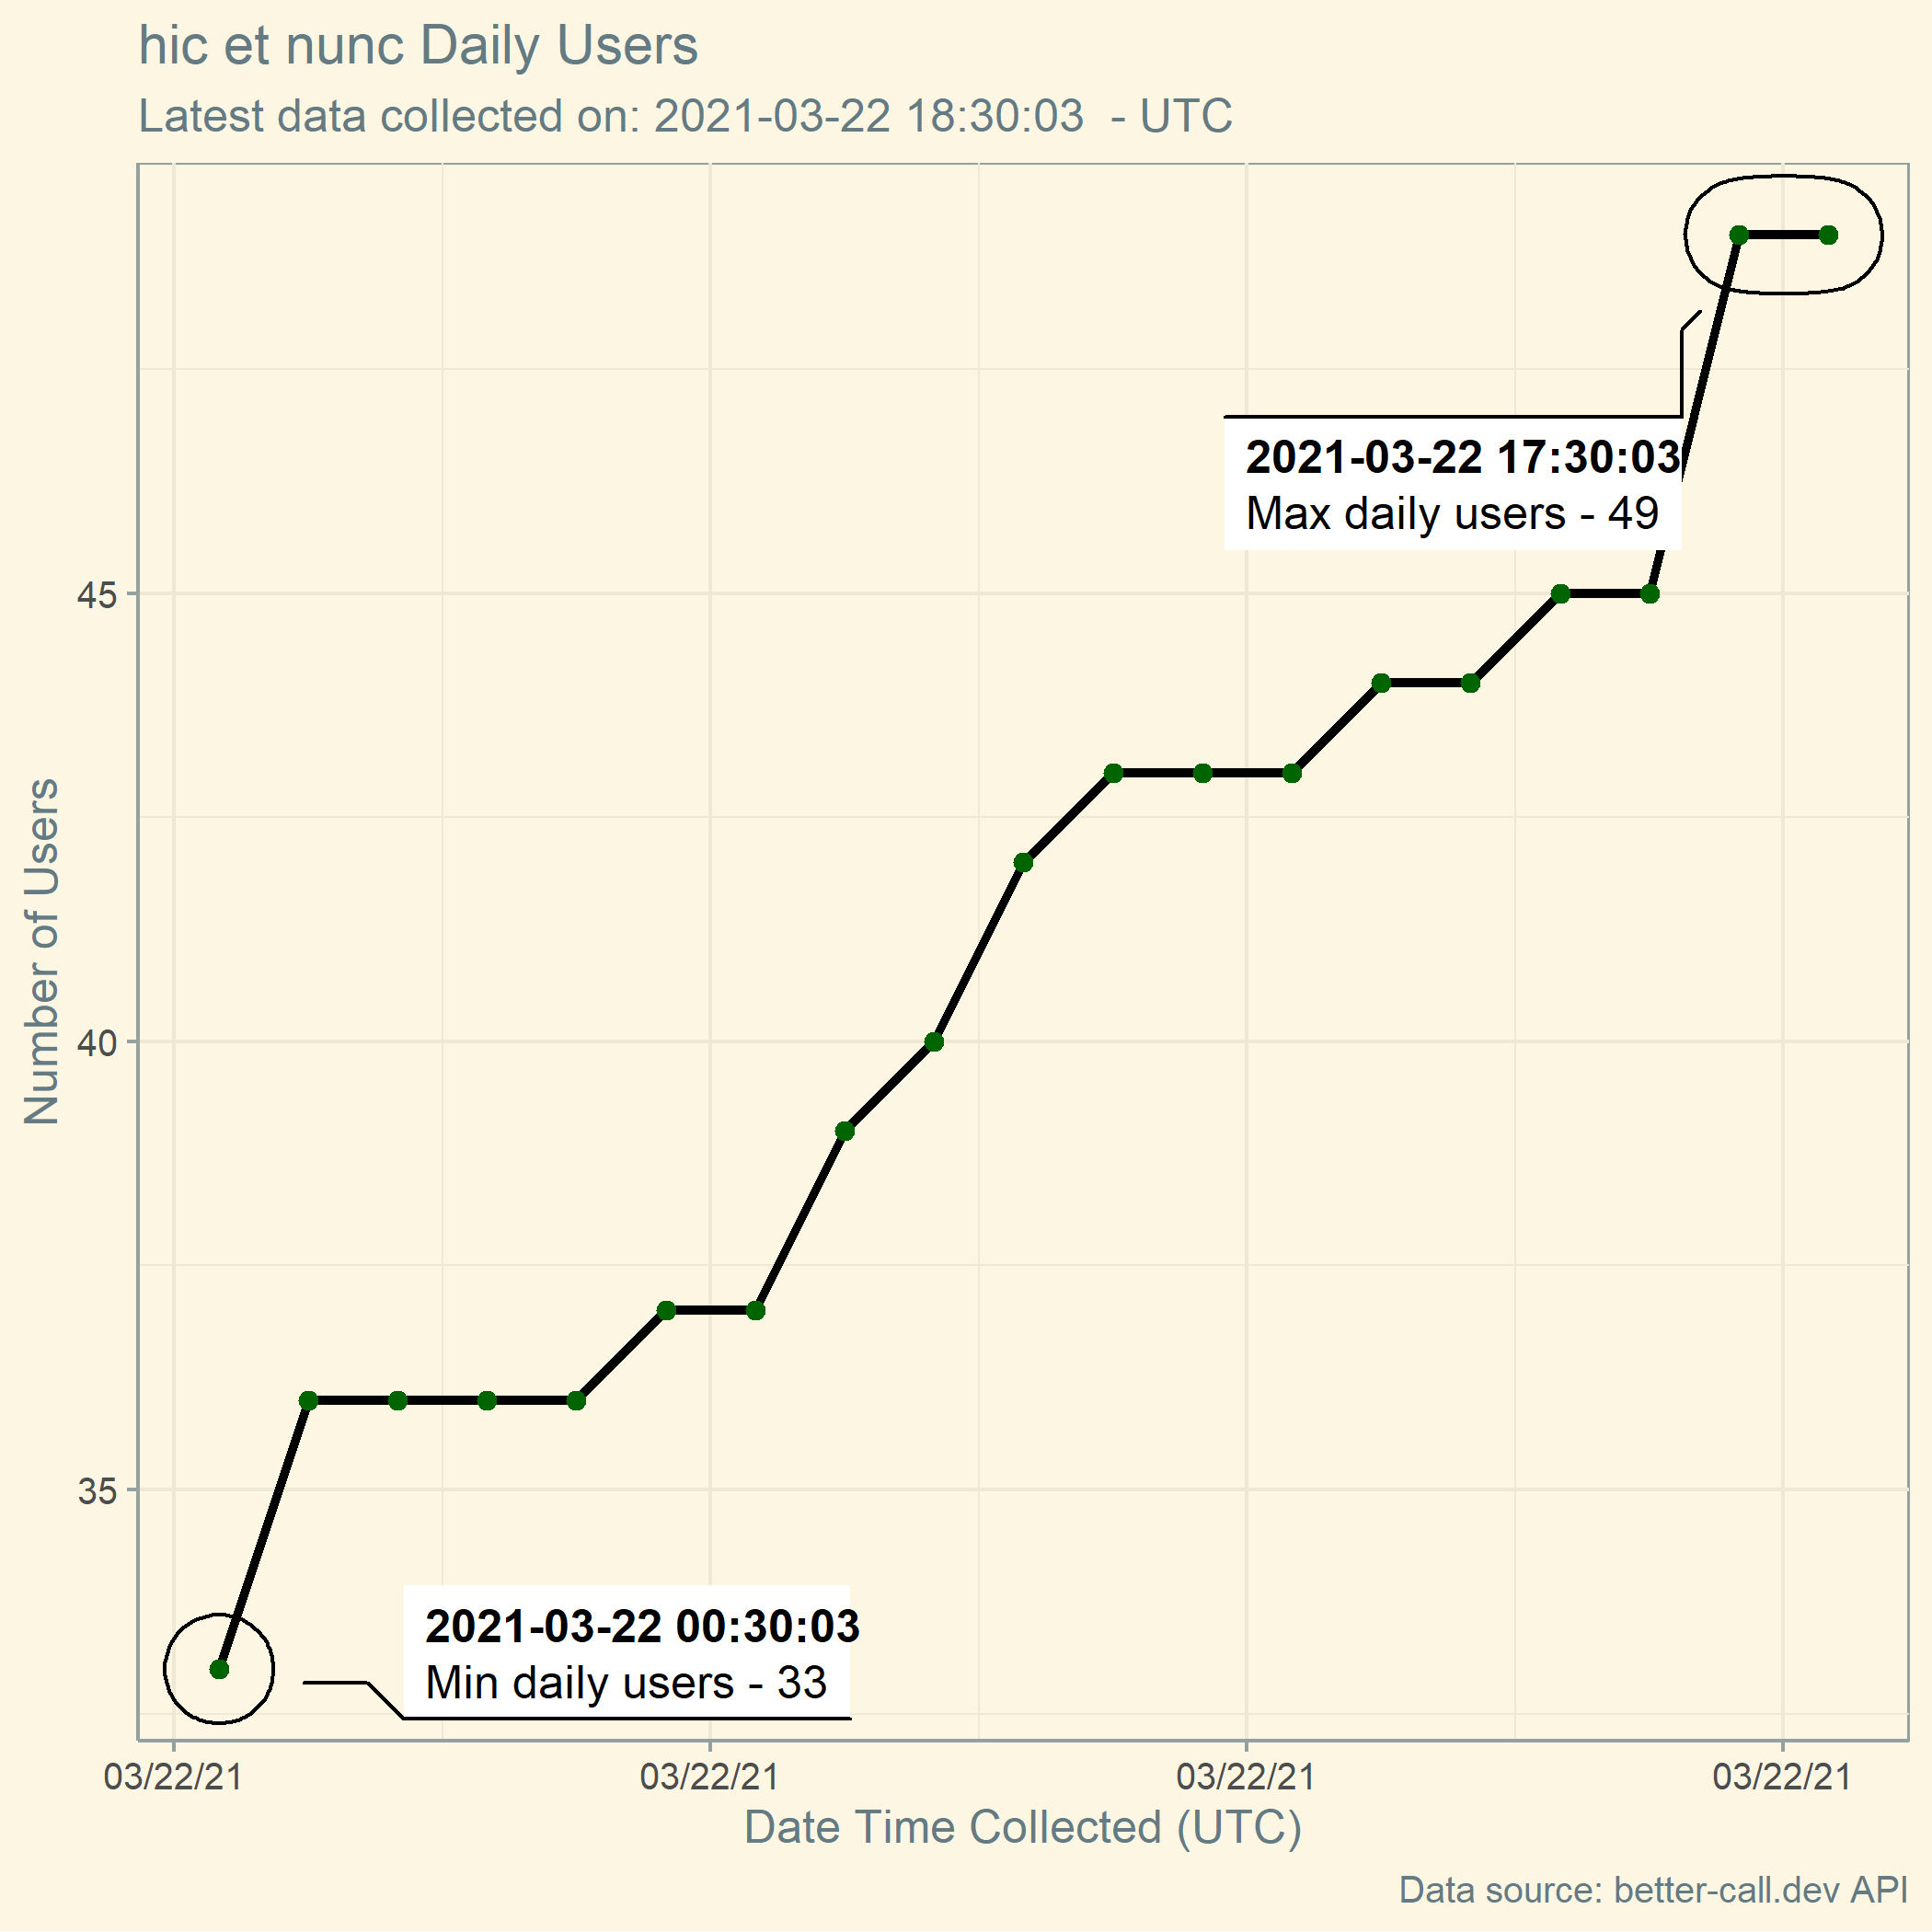 hic et nunc Daily Users
Latest data collected on: 2021-03-22 18:30:03  - UTC
2021-03-22 17:30:03
Max daily users - 49
45
40
35
Number of Users
2021-03-22 00:30:03
Min daily users - 33
03/22/21 03/22/21 03/22/21 03/22/21
Date Time Collected (UTC)
Data source: better-call.dev API